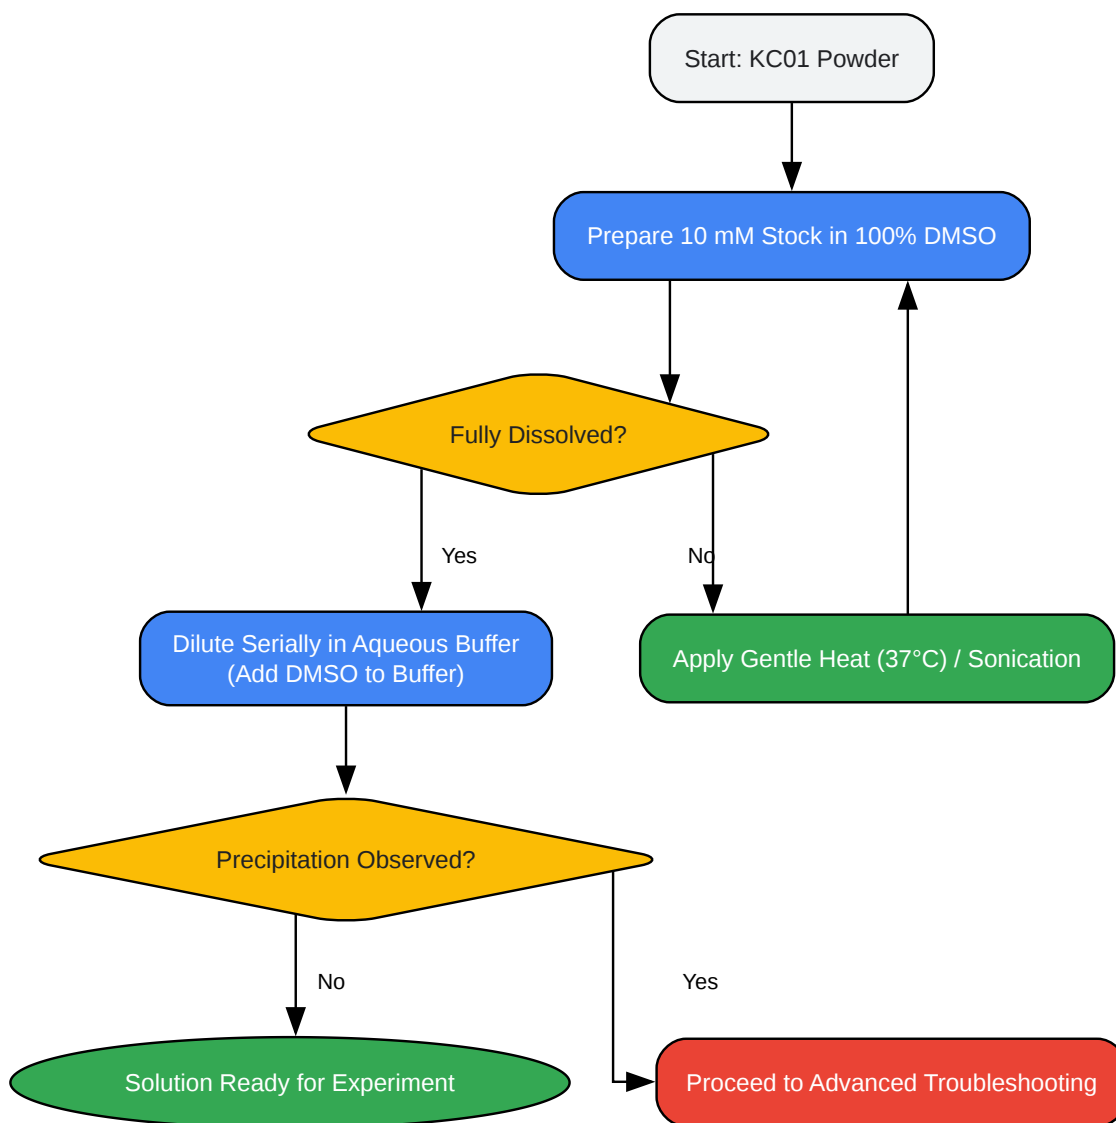 Start: KC01 Powder
Prepare 10 mM Stock in 100% DMSO
Fully Dissolved?
Yes
No
Dilute Serially in Aqueous Buffer
(Add DMSO to Buffer)
Apply Gentle Heat (37°C) / Sonication
Precipitation Observed?
No
Yes
Solution Ready for Experiment
Proceed to Advanced Troubleshooting